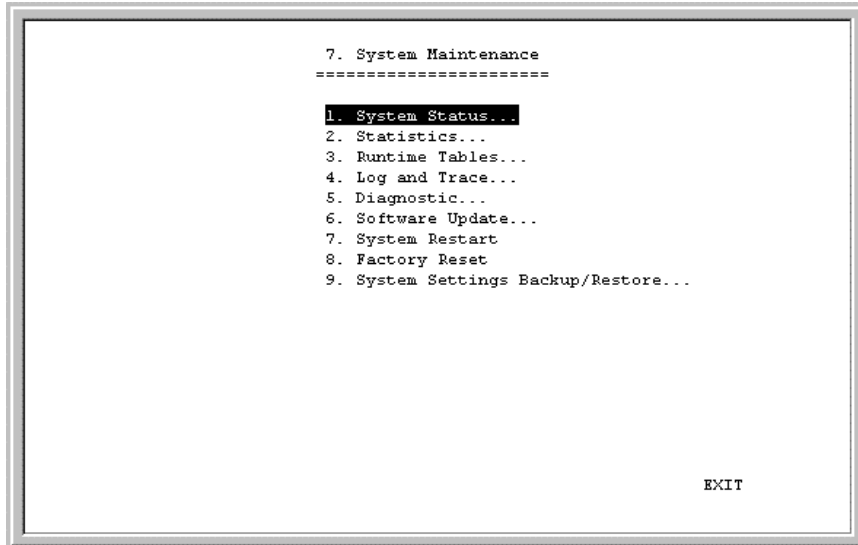 7. System Maintenance
=======================
1. System Status...
2. Statistics...
3. Runtime Tables...
4. Log and Trace...
5. Diagnostic...
6. Software Update...
7. System Restart
8. Factory Reset
9. System Settings Backup/Restore...
EXIT